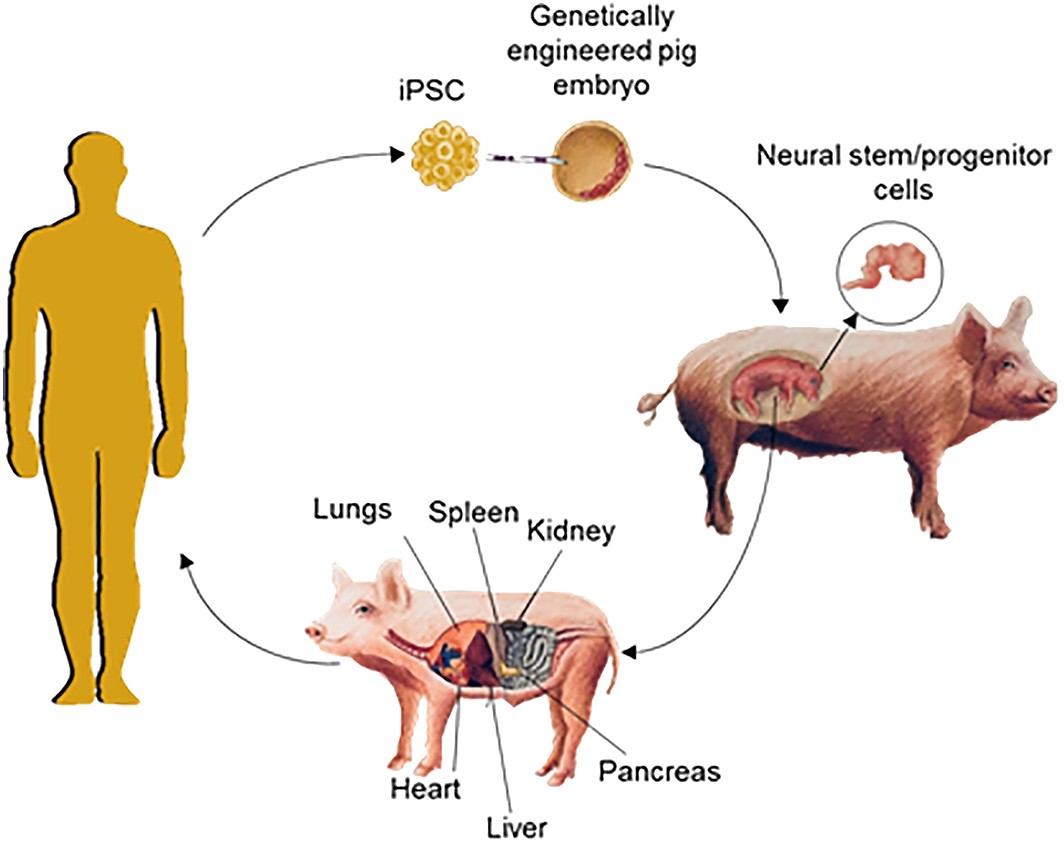 Genetically
engineered pig
embryo
iPSC
Neural stem/progenitor
cells
Lungs
Spleen
Kidney
Heart
Pancreas
Liver